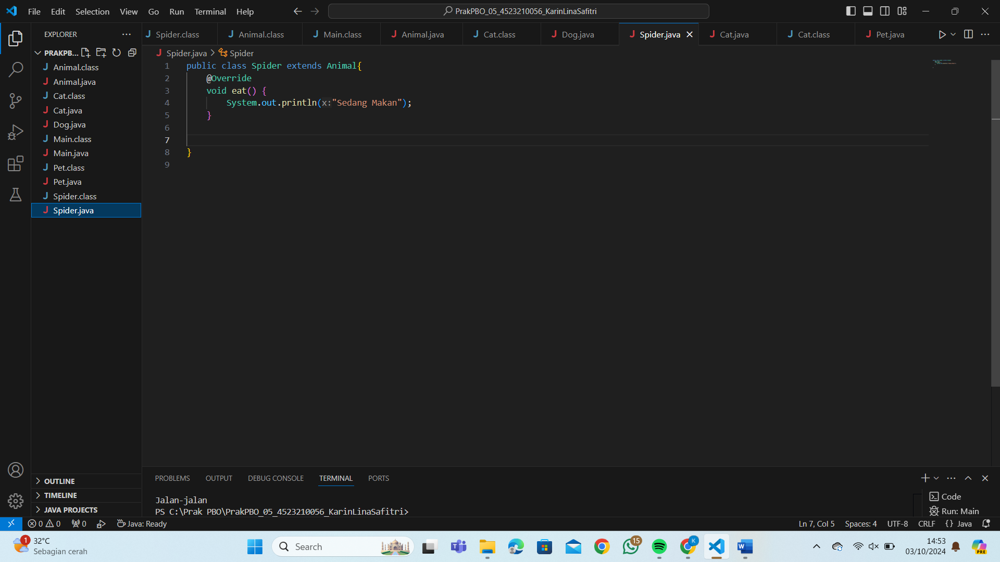 File Edit Selection View Go Run Terminal Help
PrakPBO_05_4523210056_KarinLinaSafitri
EXPLORER
Spider.class Animal.class Main.class Animal.java Cat.class Dog.java Spider.java Cat.java Cat.class Pet.java
PRAKPB...
Animal.class
Animal.java
Cat.class
Cat.java
Dog.java
Main.class
Main.java
Pet.class
Pet.java
Spider.class
Spider.java
OUTLINE
TIMELINE
JAVA PROJECTS
Spider.java > Spider
1 public class Spider extends Animal{
2 @Override
3 void eat() {
4 System.out.println(x:"Sedang Makan");
5 }
6
7
8 }
9
PROBLEMS OUTPUT DEBUG CONSOLE TERMINAL PORTS
Jalan-jalan
PS C:\Prak PBO\PrakPBO_05_4523210056_KarinLinaSafitri>
Code
Run: Main
0 0 0 Java: Ready
Ln 7, Col 5 Spaces: 4 UTF-8 CRLF {} Java
1
32°C
Sebagian cerah
Search
15
K
14:53
03/10/2024
PRE